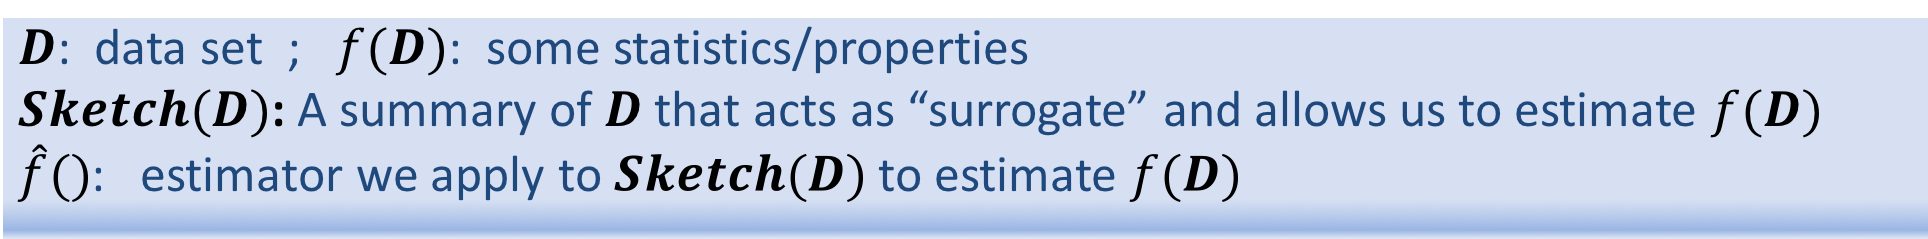 D: data set ; f(D): some statistics/properties
Sketch(D): A summary of D that acts as “surrogate” and allows us to estimate f(D)
f̂(): estimator we apply to Sketch(D) to estimate f(D)